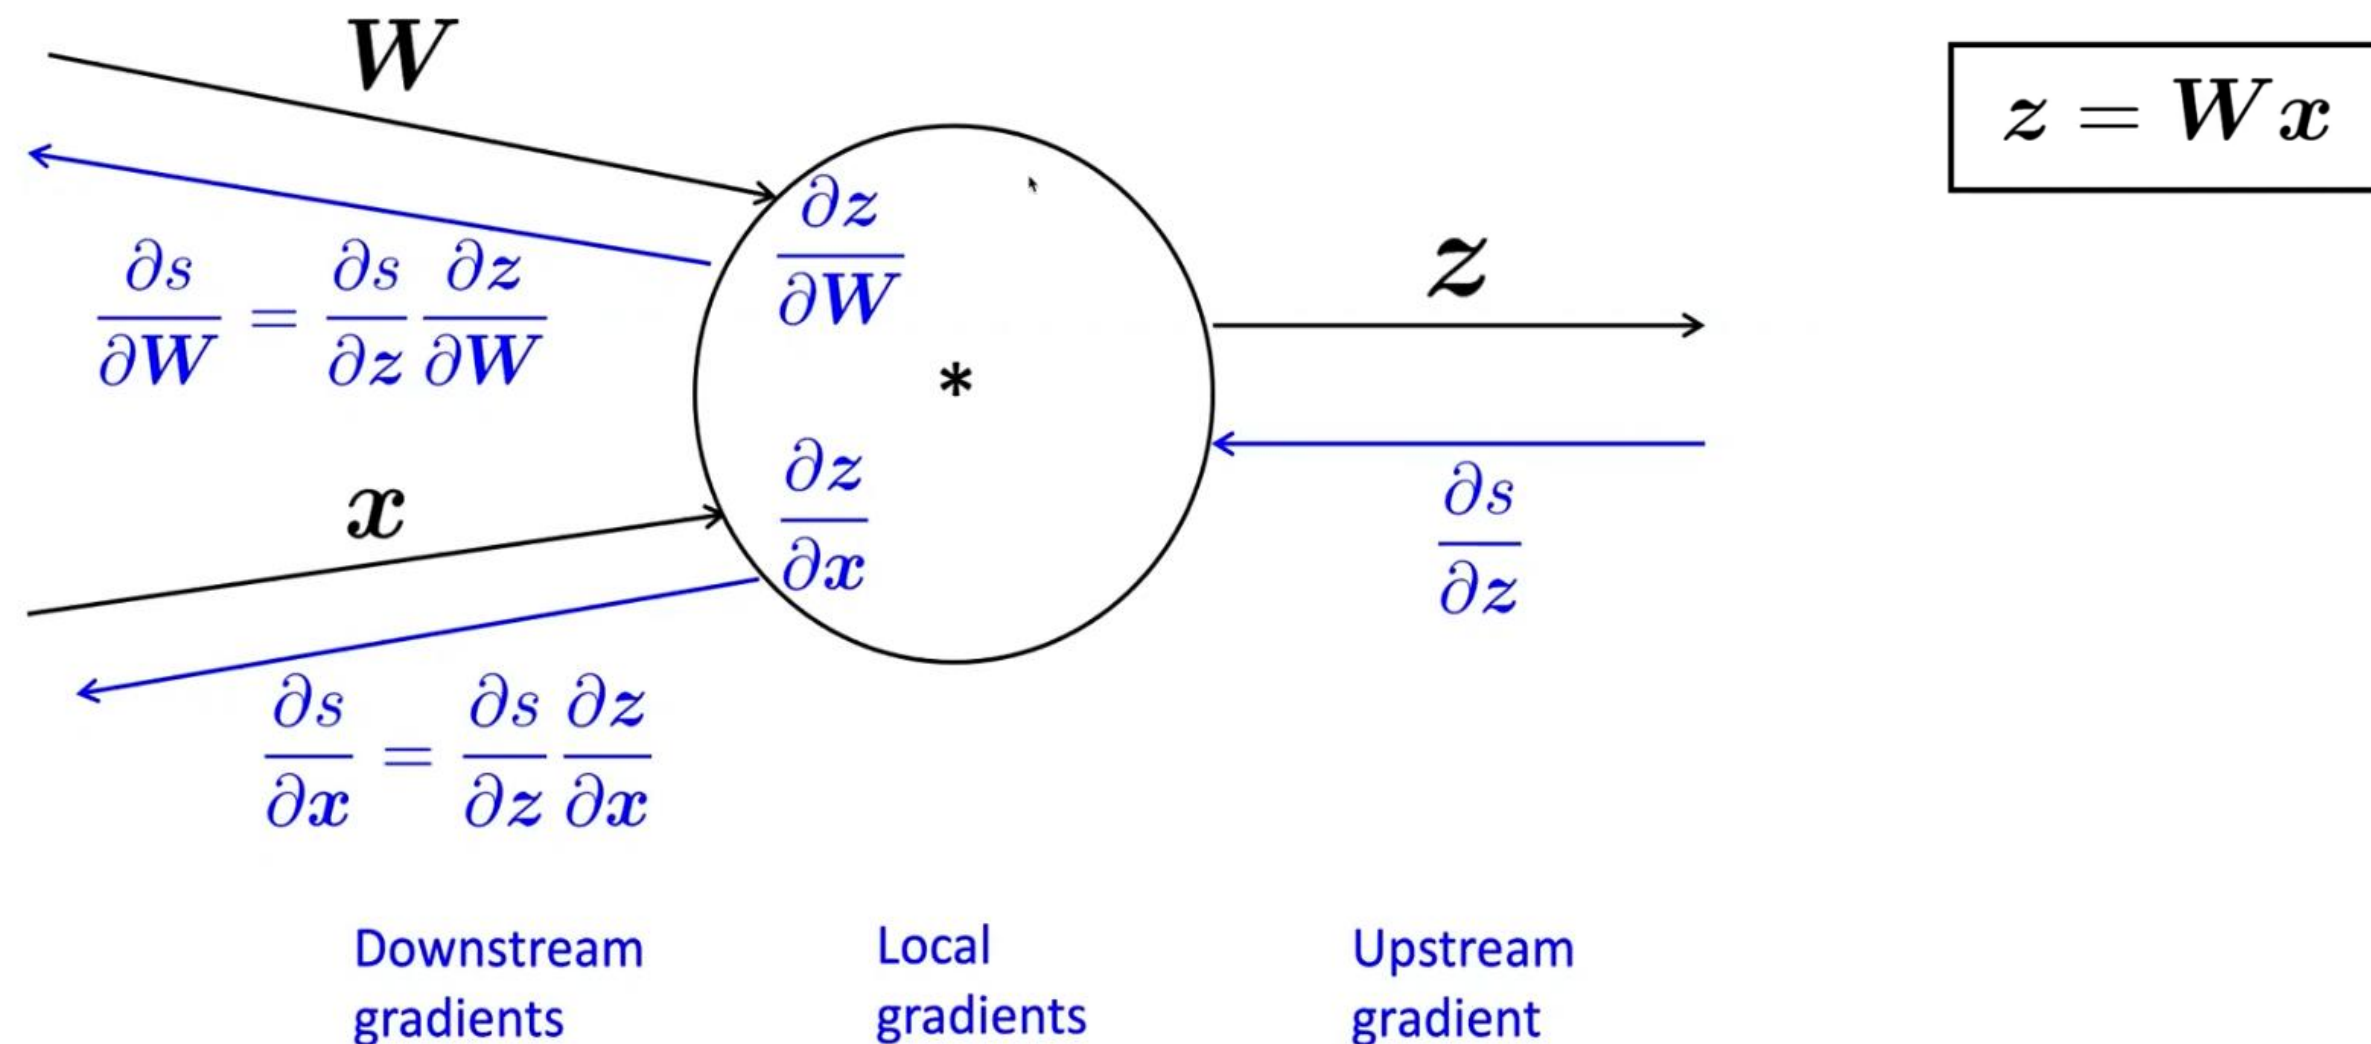 W
z = Wx
∂z/∂W
z
∂s/∂W = ∂s/∂z ∂z/∂W
*
∂z/∂x
x
∂s/∂z
∂s/∂x = ∂s/∂z ∂z/∂x
Downstream
gradients
Local
gradients
Upstream
gradient